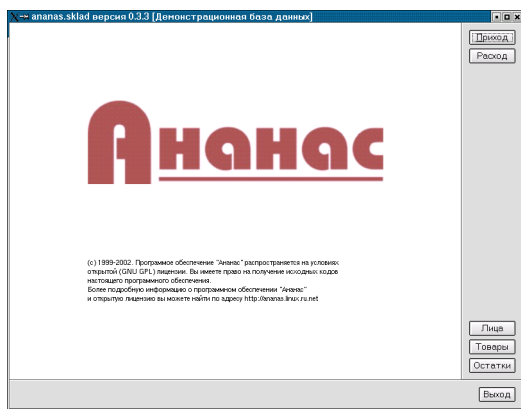 ananas.sklad версия 0.3.3 [Демонстрационная база данных]
Приход
Расход
Ананас
(c) 1999-2002. Программое обеспечение "Ананас" распространяется на условиях
открытой (GNU GPL) лицензии. Вы имеете право на получение исходных кодов
настоящего программного обеспечения.
Более подробную информацию о программном обеспечении "Ананас"
и открытую лицензию вы можете найти по адресу http://ananas.linux.ru.net
Лица
Товары
Остатки
Выход